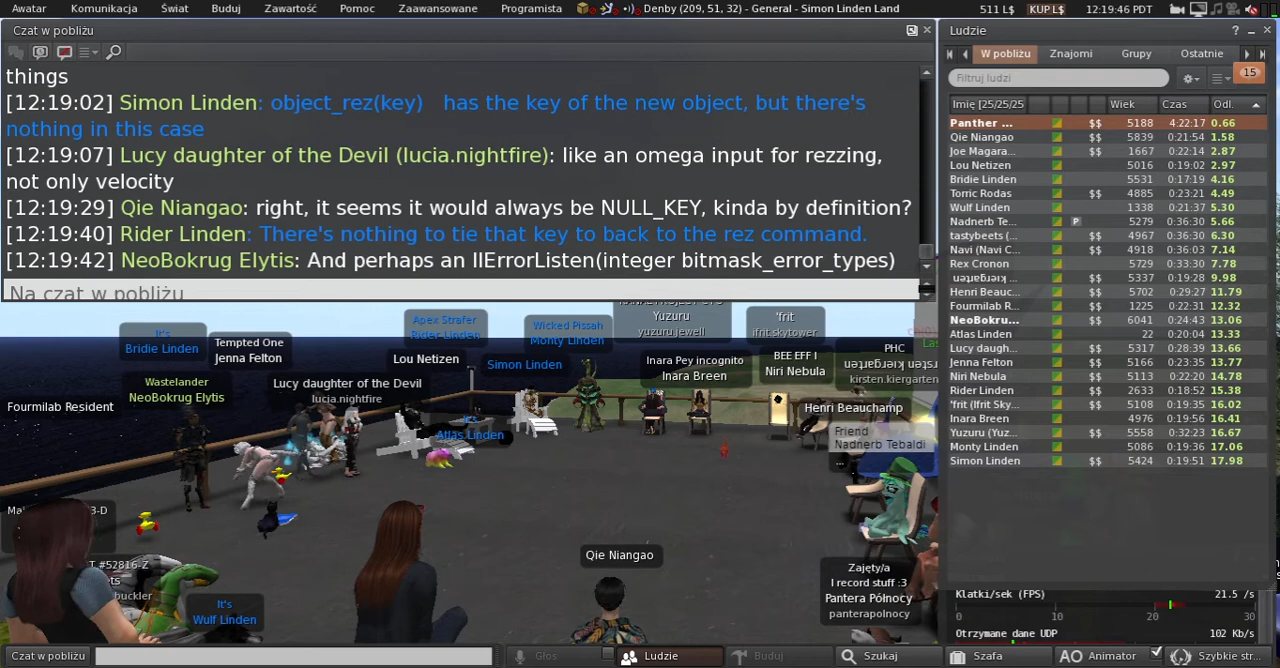 Awatar Komunikacja Świat Buduj Zawartość Pomoc Zaawansowane Programista Denby (209, 51, 32) - General - Simon Linden Land 511 L$ KUP L$ 12:19:46 PDT
Czat w pobliżu
things
[12:19:02] Simon Linden: object_rez(key) has the key of the new object, but there's
nothing in this case
[12:19:07] Lucy daughter of the Devil (lucia.nightfire): like an omega input for rezzing,
not only velocity
[12:19:29] Qie Niangao: right, it seems it would always be NULL_KEY, kinda by definition?
[12:19:40] Rider Linden: There's nothing to tie that key to back to the rez command.
[12:19:42] NeoBokrug Elytis: And perhaps an llErrorListen(integer bitmask_error_types)
Na czat w pobliżu
It's
Bridie Linden
Tempted One
Jenna Felton
Apex Strafer
Rider Linden
Lou Netizen
Wicked Pissah
Monty Linden
Simon Linden
Yuzuru
yuzuru.jewell
'frit
ifrit.skytower
Inara Pey incognito
Inara Breen
BEE EFF I
Niri Nebula
PHC
kirsten.kiergarten
Wastelander
NeoBokrug Elytis
Lucy daughter of the Devil
lucia.nightfire
Fourmilab Resident
It's
Atlas Linden
Henri Beauchamp
Friend
Nadnerb Tebaldi
...
T #52816-Z
buckler
It's
Wulf Linden
Qie Niangao
Zajęty/a
I record stuff :3
Pantera Północy
panterapolnocy
Ludzie
W pobliżu Znajomi Grupy Ostatnie
Filtruj ludzi
15
Imię [25/25/25 Wiek Czas Odl.
Panther ... $$ 5188 4:22:17 0.66
Qie Niangao $$ 5839 0:21:54 1.58
Joe Magara... $$ 1667 0:22:14 2.87
Lou Netizen 5016 0:19:02 2.97
Bridie Linden 5531 0:17:19 4.16
Torric Rodas $$ 4885 0:23:21 4.49
Wulf Linden 1338 0:21:37 5.30
Nadnerb Te... P 5279 0:36:30 5.66
tastybeets (... $$ 4967 0:36:30 6.30
Navi (Navi C... $$ 4918 0:36:03 7.14
Rex Cronon 5729 0:33:30 7.78
$$ 5337 0:19:28 9.98
Henri Beauc... $$ 5702 0:29:27 11.79
Fourmilab R... $$ 1225 0:22:31 12.32
NeoBokru... $$ 6041 0:24:43 13.06
Atlas Linden 22 0:20:04 13.33
Lucy daugh... $$ 5317 0:28:39 13.66
Jenna Felton $$ 5166 0:23:35 13.77
Niri Nebula $$ 5113 0:22:20 14.78
Rider Linden $$ 2633 0:18:52 15.38
'frit (Ifrit Sky... $$ 5108 0:19:35 16.02
Inara Breen 4976 0:19:56 16.41
Yuzuru (Yuz... $$ 5558 0:32:23 16.67
Monty Linden 5086 0:19:36 17.06
Simon Linden $$ 5424 0:19:51 17.98
Klatki/sek (FPS) 21.5 /s
10 20 30
Otrzymane dane UDP 102 Kb/s
Czat w pobliżu Głos Ludzie Buduj Szukaj Szafa AO Animator Szybkie str...